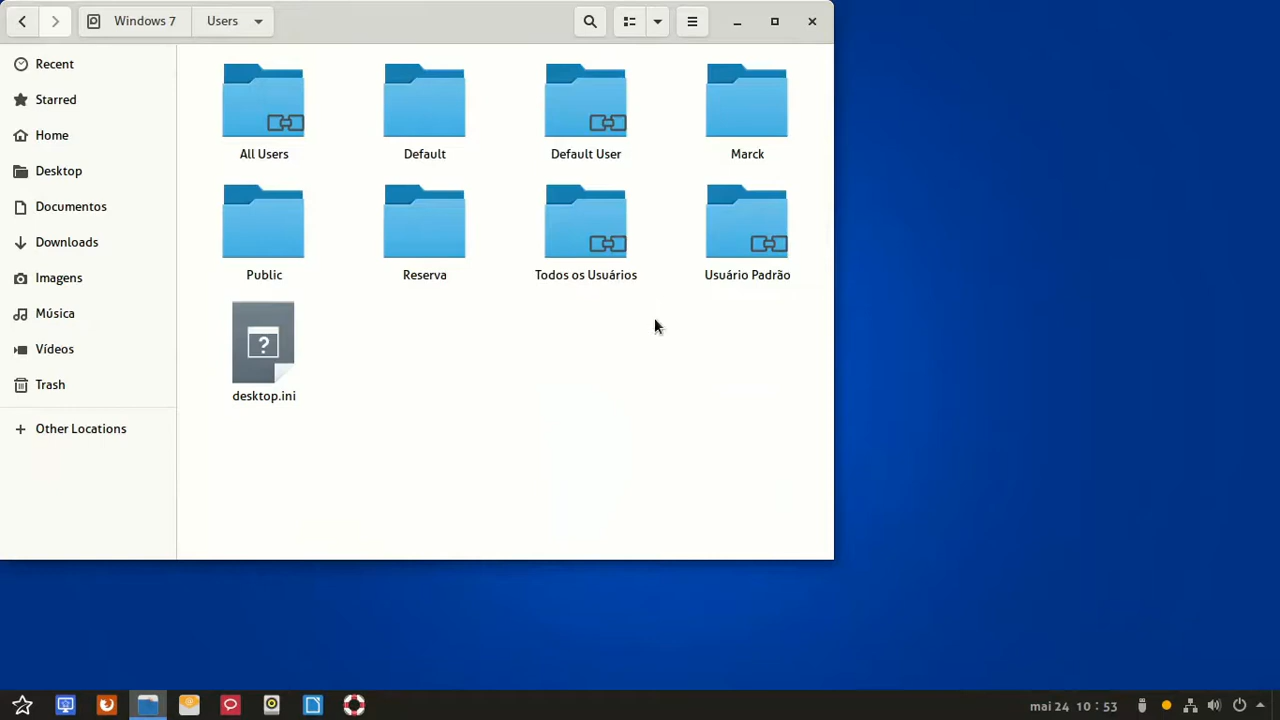 Windows 7 Users
Recent
Starred
Home
Desktop
Documentos
Downloads
Imagens
Música
Vídeos
Trash
Other Locations
All Users Default Default User Marck
Public Reserva Todos os Usuários Usuário Padrão
?
desktop.ini
mai 24 10:53